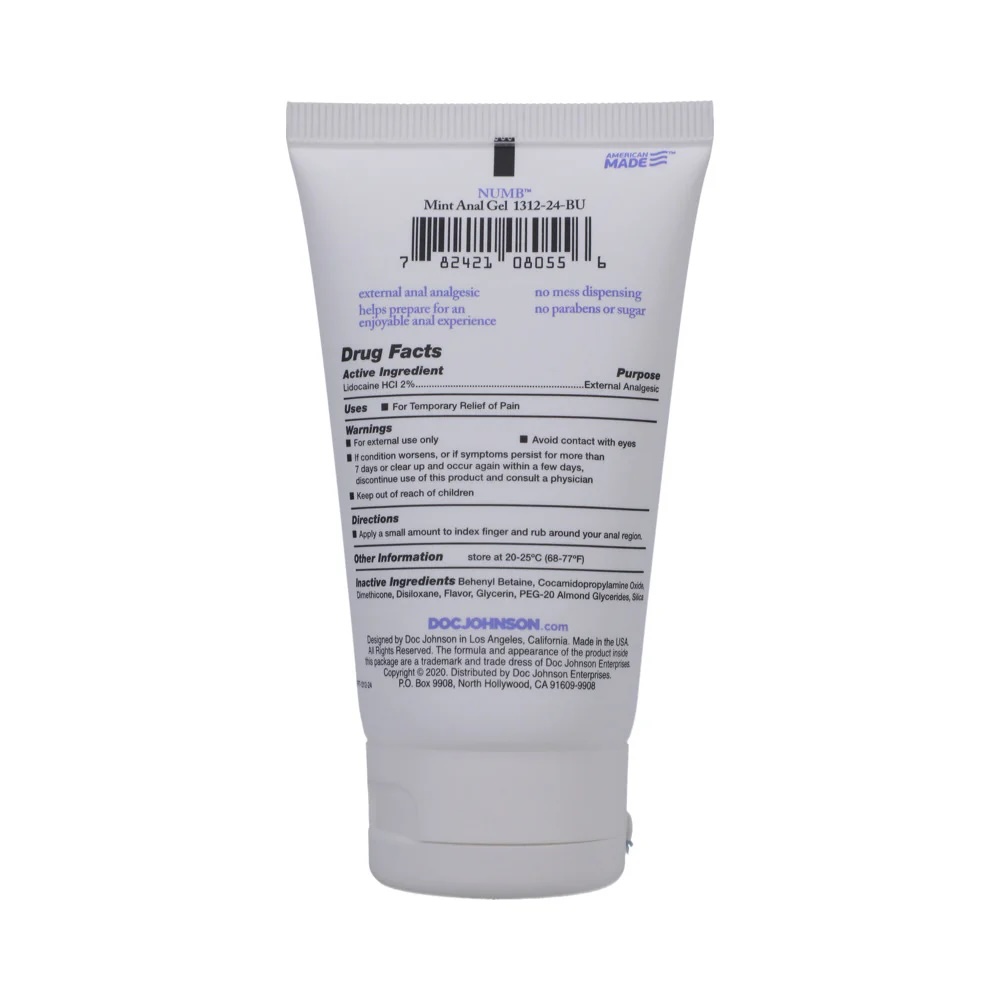 AMERICAN
MADE™
NUMB™
Mint Anal Gel 1312-24-BU
7 82421 08055 6
external anal analgesic
no mess dispensing
helps prepare for an
enjoyable anal experience
no parabens or sugar
Drug Facts
Active Ingredient Purpose
Lidocaine HCl 2%..........................................External Analgesic
Uses ■ For Temporary Relief of Pain
Warnings
■ For external use only ■ Avoid contact with eyes
■ If condition worsens, or if symptoms persist for more than
7 days or clear up and occur again within a few days,
discontinue use of this product and consult a physician
■ Keep out of reach of children
Directions
■ Apply a small amount to index finger and rub around your anal region.
Other Information store at 20-25ºC (68-77ºF)
Inactive Ingredients Behenyl Betaine, Cocamidopropylamine Oxide,
Dimethicone, Disiloxane, Flavor, Glycerin, PEG-20 Almond Glycerides, Silica
DOCJOHNSON.com
Designed by Doc Johnson in Los Angeles, California. Made in the USA.
All Rights Reserved. The formula and appearance of the product inside
this package are a trademark and trade dress of Doc Johnson Enterprises.
Copyright © 2020. Distributed by Doc Johnson Enterprises.
P.O. Box 9908, North Hollywood, CA 91609-9908